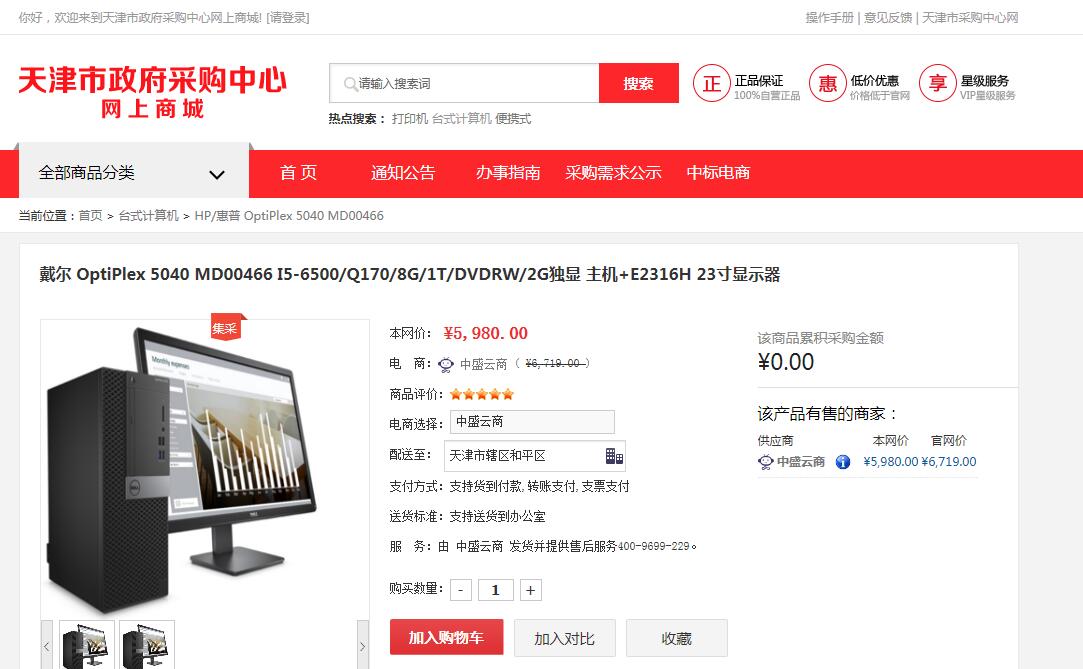 你好，欢迎来到天津市政府采购中心网上商城! [请登录]
操作手册 | 意见反馈 | 天津市采购中心网
天津市政府采购中心
网上商城
请输入搜索词
搜索
热点搜索： 打印机 台式计算机 便携式
正 正品保证
100%自营正品
惠 低价优惠
价格低于官网
享 星级服务
VIP星级服务
全部商品分类 首 页 通知公告 办事指南 采购需求公示 中标电商
当前位置：首页 > 台式计算机 > HP/惠普 OptiPlex 5040 MD00466
戴尔 OptiPlex 5040 MD00466 I5-6500/Q170/8G/1T/DVDRW/2G独显 主机+E2316H 23寸显示器
集采
Monthly expenses
DELL
本网价： ¥5,980.00
电 商： 中盛云商（ ¥6,719.00 ）
商品评价：
电商选择： 中盛云商
配送至： 天津市辖区和平区
支付方式：支持货到付款,转账支付,支票支付
送货标准：支持送货到办公室
服 务：由 中盛云商 发货并提供售后服务400-9699-229。
购买数量： - 1 +
加入购物车 加入对比 收藏
该商品累积采购金额
¥0.00
该产品有售的商家：
供应商 本网价 官网价
中盛云商 ¥5,980.00 ¥6,719.00